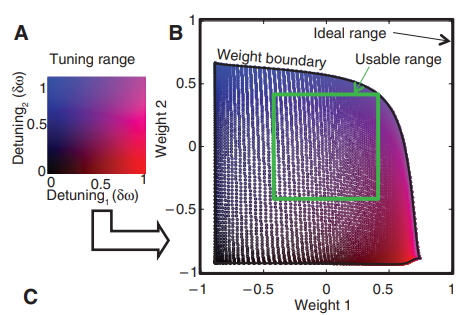 A
Tuning range
Detuning₂ (δω)
1
0.5
0
0 0.5 1
Detuning₁ (δω)
B
Ideal range
Weight boundary
Usable range
Weight 2
1
0.5
0
−0.5
−1
−1 −0.5 0 0.5 1
Weight 1
C